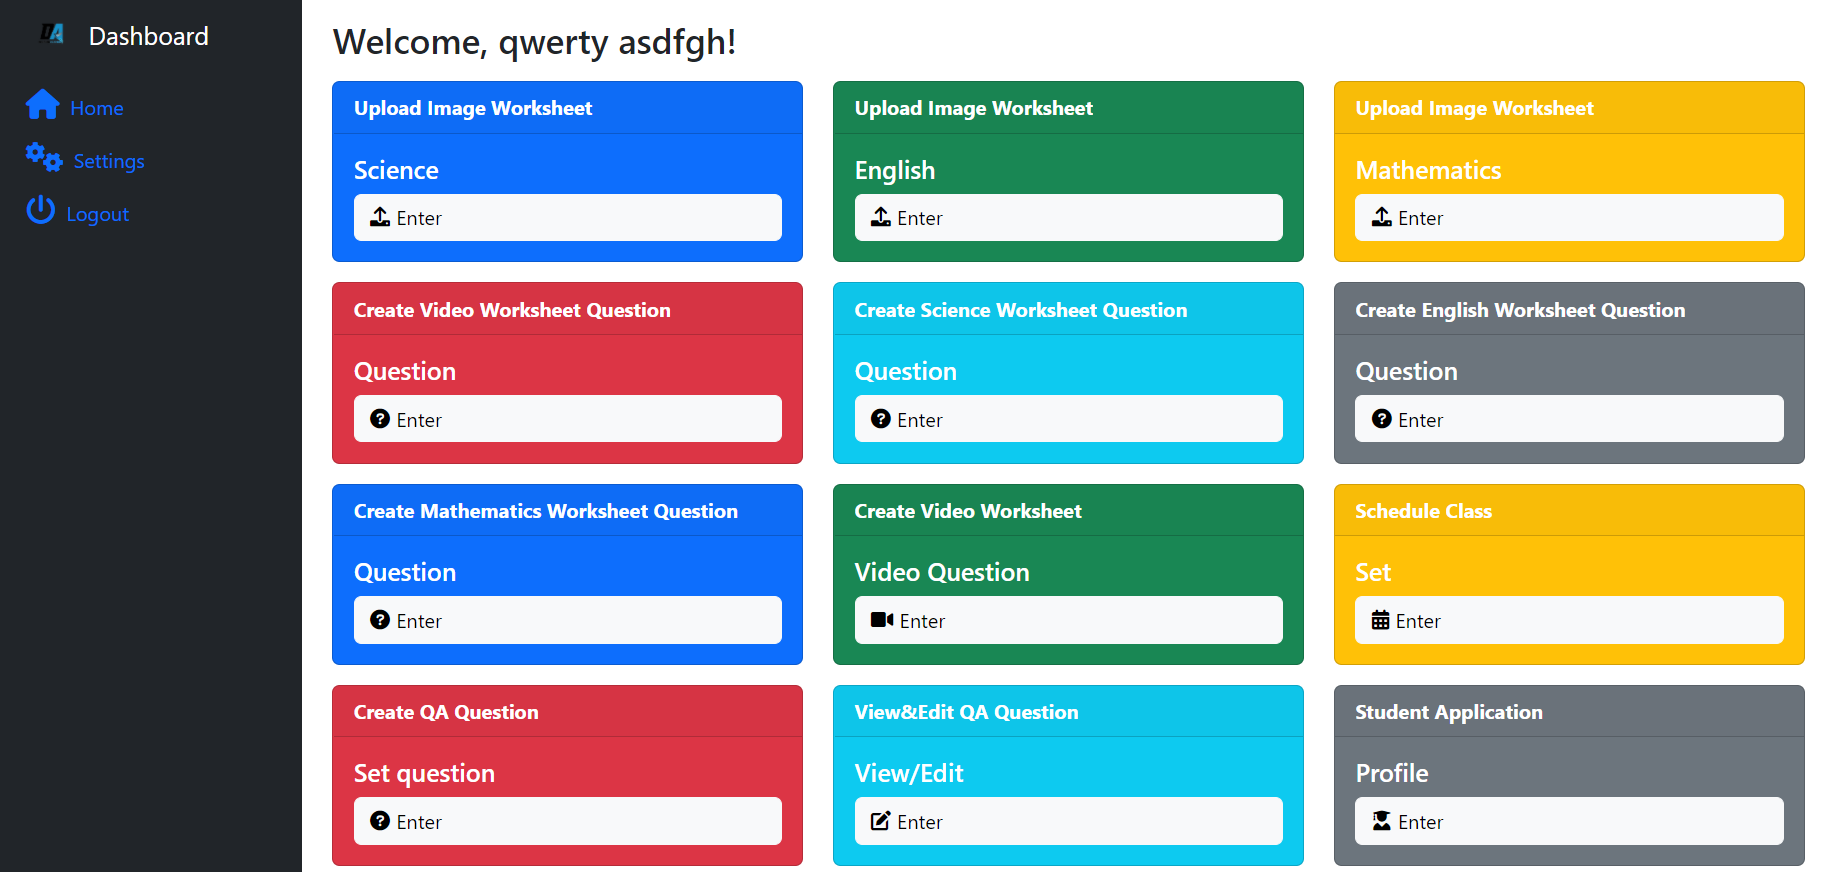 Dashboard
Home
Settings
Logout
Welcome, qwerty asdfgh!
Upload Image Worksheet
Science
Enter
Upload Image Worksheet
English
Enter
Upload Image Worksheet
Mathematics
Enter
Create Video Worksheet Question
Question
Enter
Create Science Worksheet Question
Question
Enter
Create English Worksheet Question
Question
Enter
Create Mathematics Worksheet Question
Question
Enter
Create Video Worksheet
Video Question
Enter
Schedule Class
Set
Enter
Create QA Question
Set question
Enter
View&Edit QA Question
View/Edit
Enter
Student Application
Profile
Enter